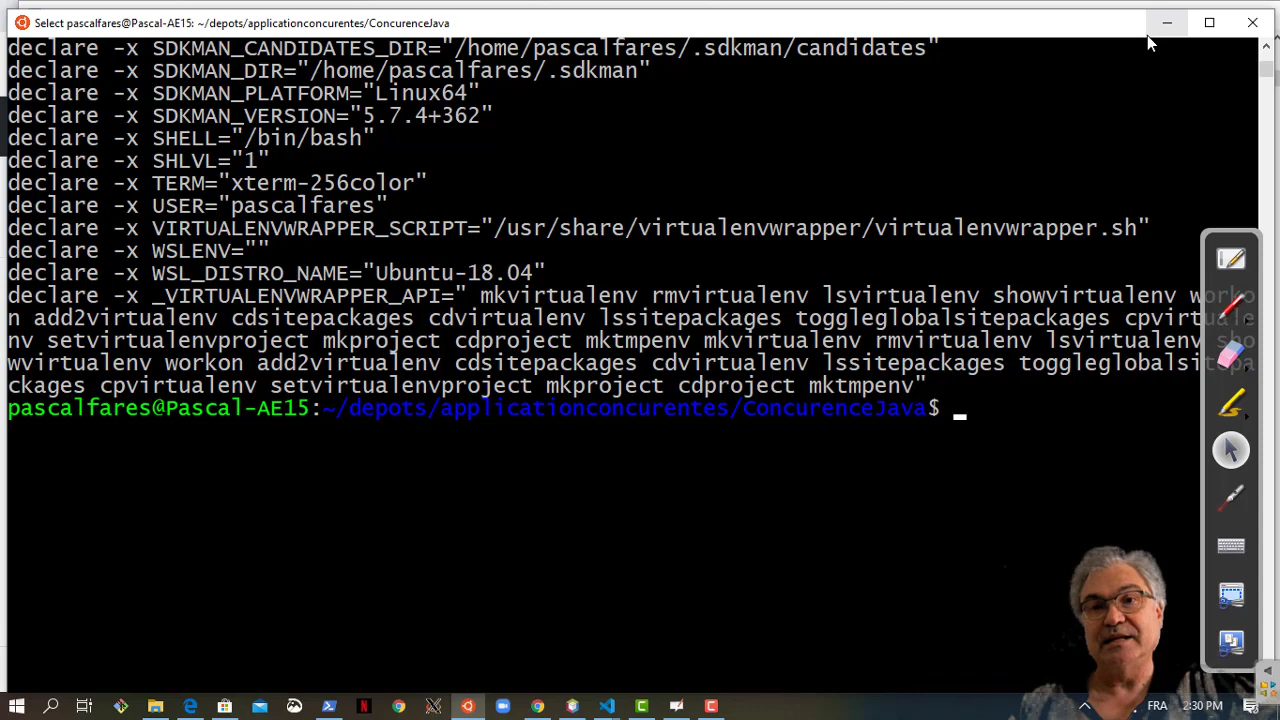 Select pascalfares@Pascal-AE15: ~/depots/applicationconcurentes/ConcurenceJava
declare -x SDKMAN_CANDIDATES_DIR="/home/pascalfares/.sdkman/candidates"
declare -x SDKMAN_DIR="/home/pascalfares/.sdkman"
declare -x SDKMAN_PLATFORM="Linux64"
declare -x SDKMAN_VERSION="5.7.4+362"
declare -x SHELL="/bin/bash"
declare -x SHLVL="1"
declare -x TERM="xterm-256color"
declare -x USER="pascalfares"
declare -x VIRTUALENVWRAPPER_SCRIPT="/usr/share/virtualenvwrapper/virtualenvwrapper.sh"
declare -x WSLENV=""
declare -x WSL_DISTRO_NAME="Ubuntu-18.04"
declare -x _VIRTUALENVWRAPPER_API=" mkvirtualenv rmvirtualenv lsvirtualenv showvirtualenv worko
n add2virtualenv cdsitepackages cdvirtualenv lssitepackages toggleglobalsitepackages cpvirtuale
nv setvirtualenvproject mkproject cdproject mktmpenv mkvirtualenv rmvirtualenv lsvirtualenv sho
wvirtualenv workon add2virtualenv cdsitepackages cdvirtualenv lssitepackages toggleglobalsitepa
ckages cpvirtualenv setvirtualenvproject mkproject cdproject mktmpenv"
pascalfares@Pascal-AE15:~/depots/applicationconcurentes/ConcurenceJava$
FRA 2:30 PM